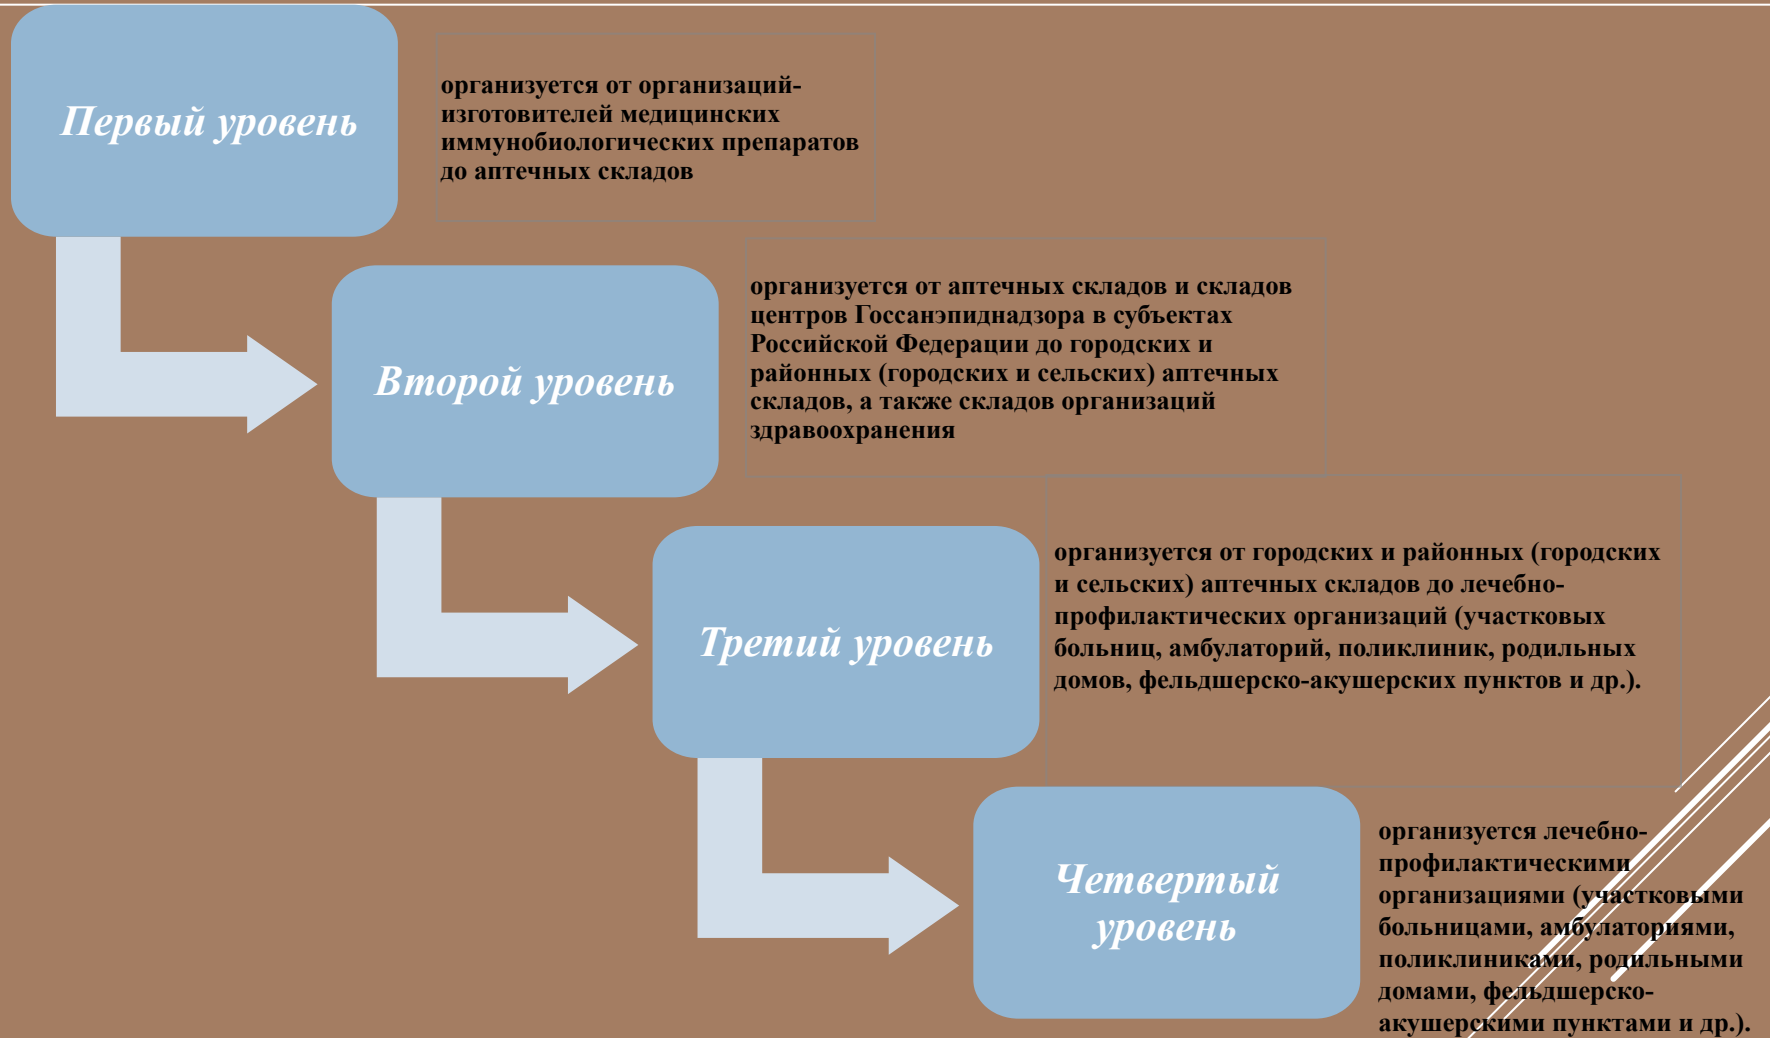 Первый уровень
организуется от организаций-
изготовителей медицинских
иммунобиологических препаратов
до аптечных складов
Второй уровень
организуется от аптечных складов и складов
центров Госсанэпиднадзора в субъектах
Российской Федерации до городских и
районных (городских и сельских) аптечных
складов, а также складов организаций
здравоохранения
Третий уровень
организуется от городских и районных (городских
и сельских) аптечных складов до лечебно-
профилактических организаций (участковых
больниц, амбулаторий, поликлиник, родильных
домов, фельдшерско-акушерских пунктов и др.).
Четвертый
уровень
организуется лечебно-
профилактическими
организациями (участковыми
больницами, амбулаториями,
поликлиниками, родильными
домами, фельдшерско-
акушерскими пунктами и др.).